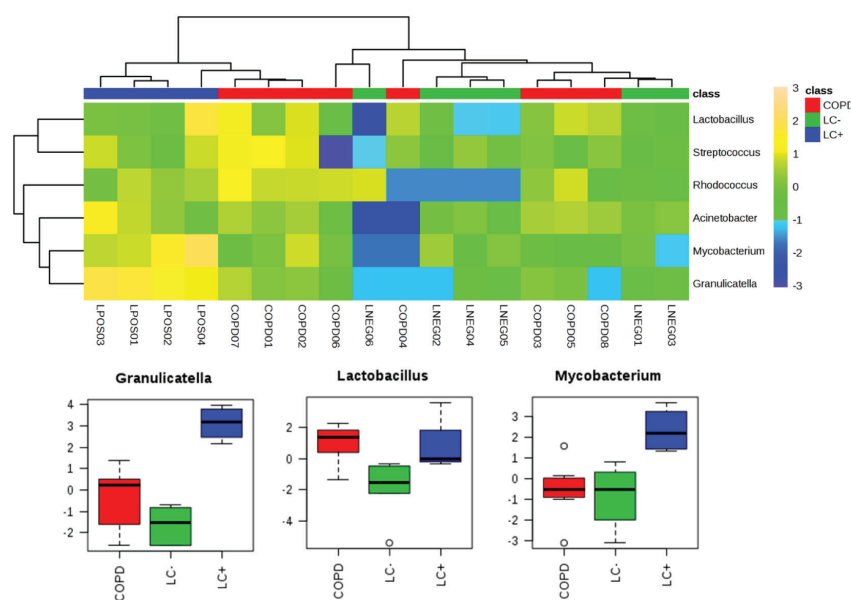 class
Lactobacillus
Streptococcus
Rhodococcus
Acinetobacter
Mycobacterium
Granulicatella
3
2
1
0
-1
-2
-3
class
COPD
LC-
LC+
LPOS03
LPOS01
LPOS02
LPOS04
COPD07
COPD01
COPD02
COPD06
LNEG06
COPD04
LNEG02
LNEG04
LNEG05
COPD03
COPD05
COPD08
LNEG01
LNEG03
Granulicatella
4
3
2
1
0
-1
-2
COPD
LC-
LC+
Lactobacillus
2
0
-2
-4
COPD
LC-
LC+
Mycobacterium
3
2
1
0
-1
-2
-3
COPD
LC-
LC+